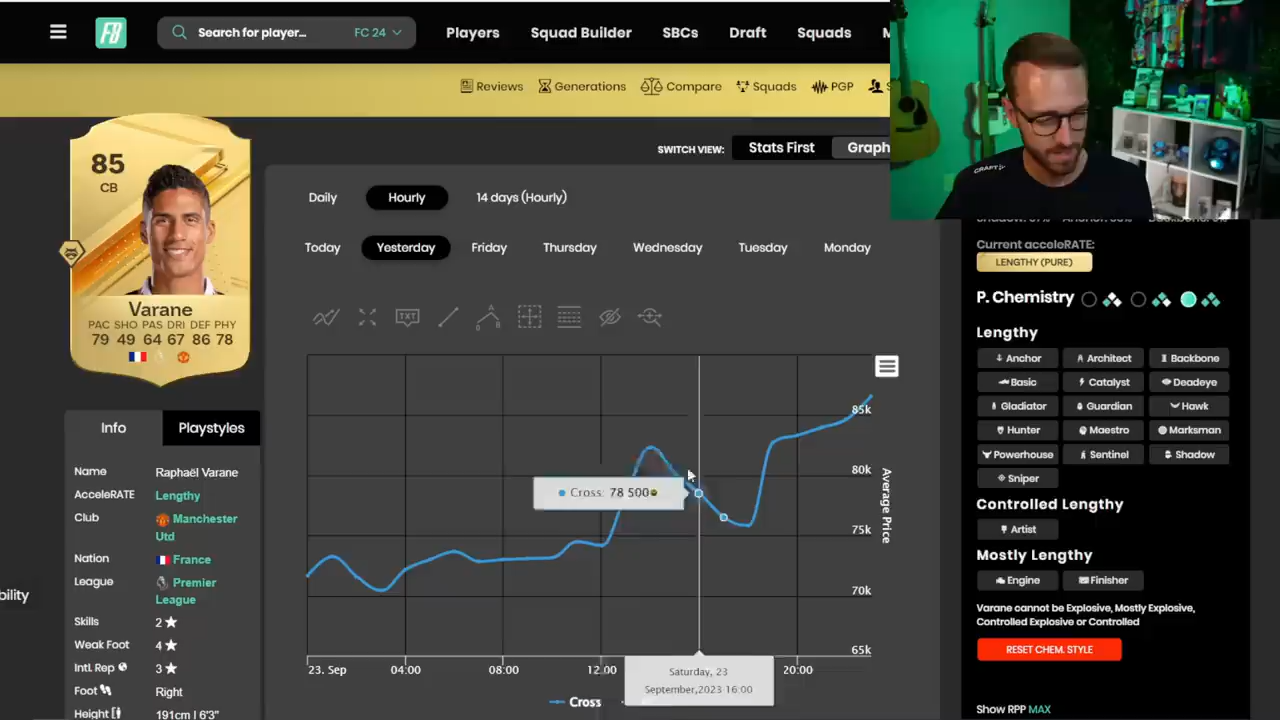 FB
Search for player...
FC 24
Players
Squad Builder
SBCs
Draft
Squads
M
Reviews
Generations
Compare
Squads
PGP
S
85
CB
Varane
PAC SHO PAS DRI DEF PHY
79 49 64 67 86 78
SWITCH VIEW:
Stats First
Graph
Daily
Hourly
14 days (Hourly)
Today
Yesterday
Friday
Thursday
Wednesday
Tuesday
Monday
TXT
85k
80k
75k
70k
65k
Average Price
Cross: 78 500
23. Sep
04:00
08:00
12:00
20:00
Saturday, 23
September,2023 16:00
Cross
bility
Info
Playstyles
Name Raphaël Varane
AcceleRATE Lengthy
Club Manchester
Utd
Nation France
League Premier
League
Skills 2
Weak Foot 4
Intl. Rep 3
Foot Right
Height 191cm | 6'3"
CRAFT
Current acceleRATE:
LENGTHY (PURE)
P. Chemistry
Lengthy
Anchor
Architect
Backbone
Basic
Catalyst
Deadeye
Gladiator
Guardian
Hawk
Hunter
Maestro
Marksman
Powerhouse
Sentinel
Shadow
Sniper
Controlled Lengthy
Artist
Mostly Lengthy
Engine
Finisher
Varane cannot be Explosive, Mostly Explosive,
Controlled Explosive or Controlled
RESET CHEM. STYLE
Show RPP MAX